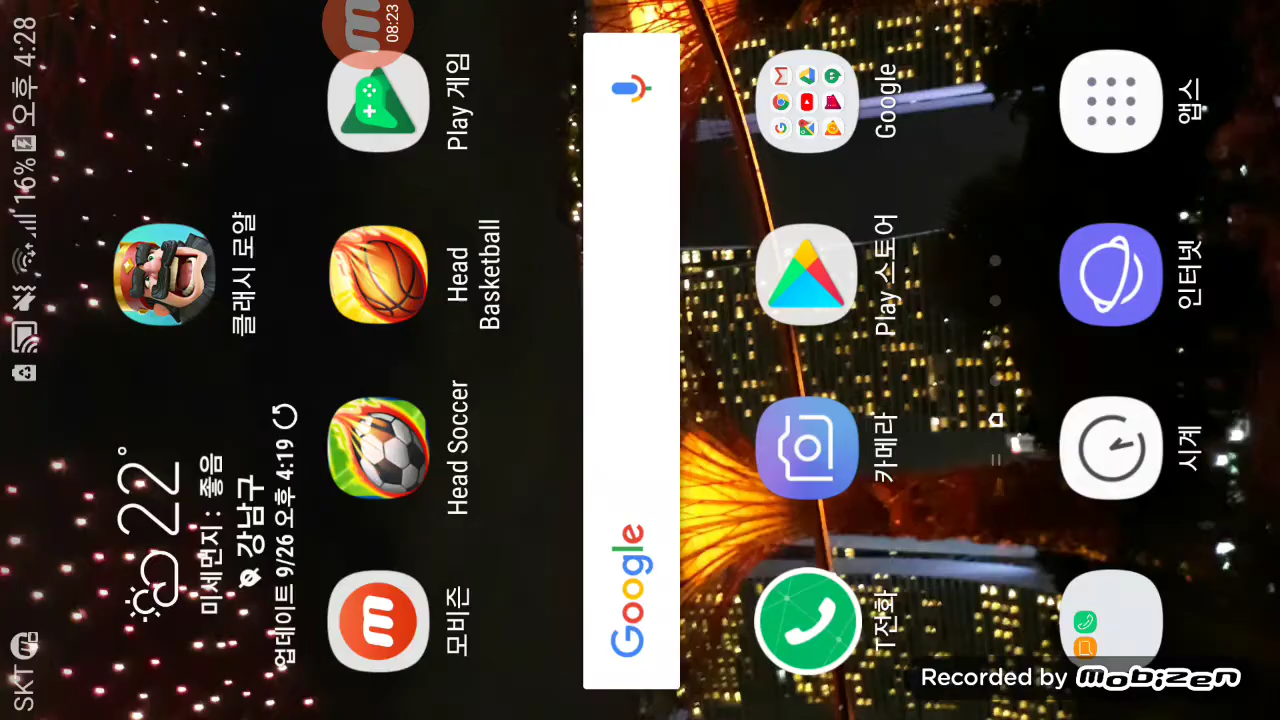 SKT
16% 오후 4:28
22°
미세먼지 : 좋음
강남구
업데이트 9/26 오후 4:19
클래시 로얄
08:23
모비즌
Head Soccer
Head
Basketball
Play 게임
Google
T전화
카메라
Play 스토어
Google
시계
인터넷
앱스
Recorded by mobizen